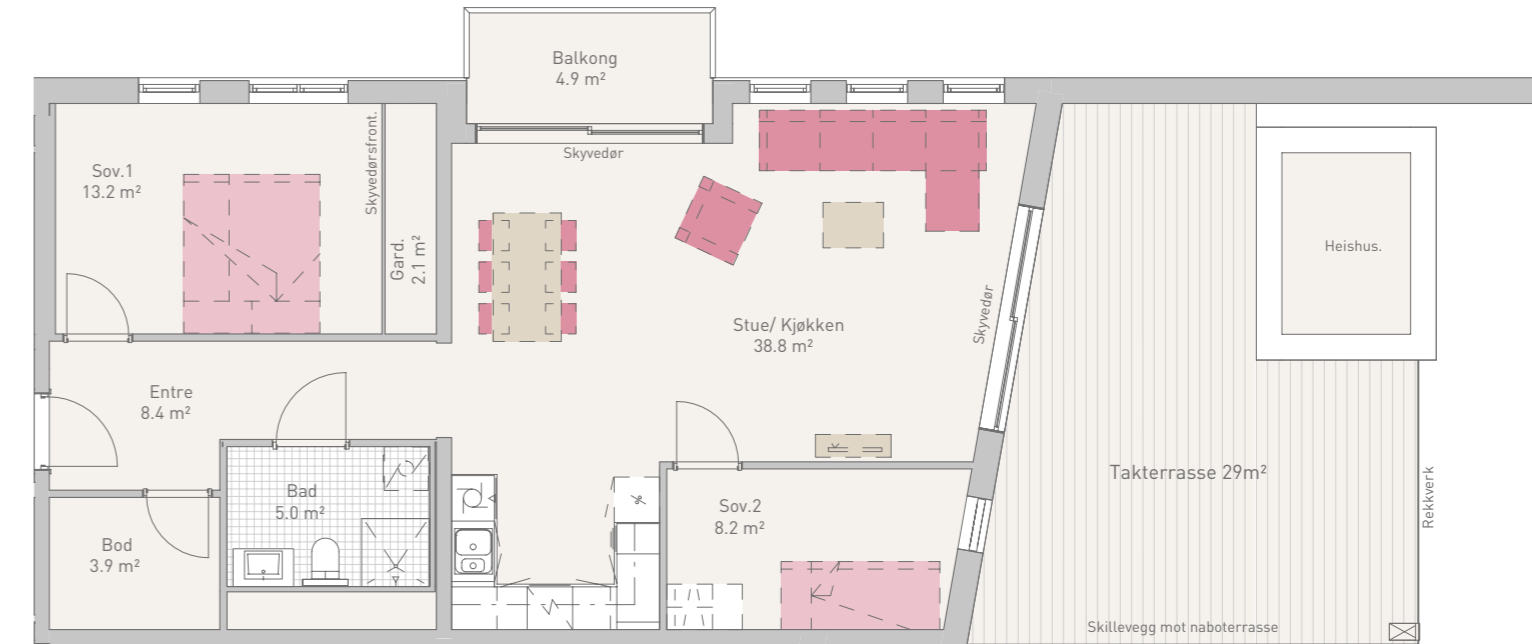 Balkong
4.9 m²
Skyvedør
Sov.1
13.2 m²
Skyvedørsfront.
Gard.
2.1 m²
Heishus.
Stue/ Kjøkken
38.8 m²
Skyvedør
Entre
8.4 m²
Takterrasse 29m²
Rekkverk
Bad
5.0 m²
Sov.2
8.2 m²
Bod
3.9 m²
Skillevegg mot naboterrasse